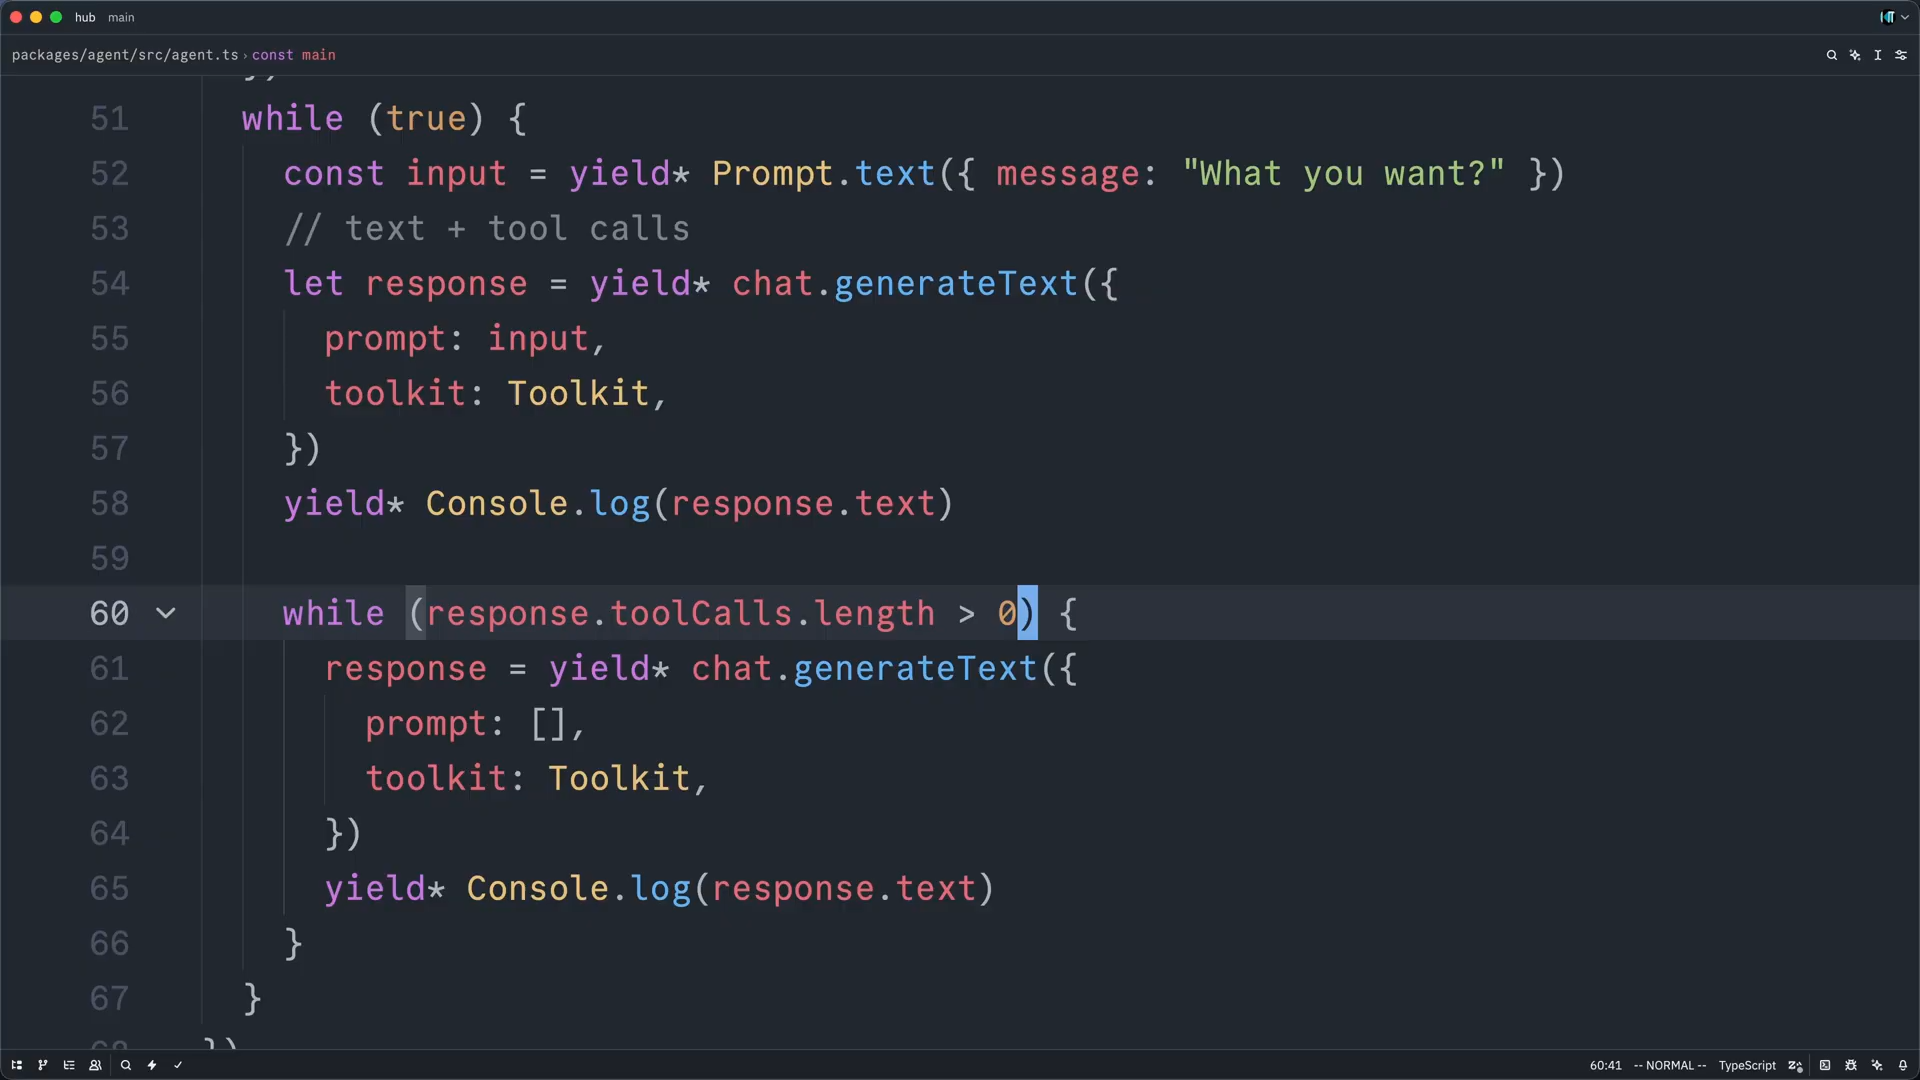 hub main
packages/agent/src/agent.ts › const main
51 while (true) {
52 const input = yield* Prompt.text({ message: "What you want?" })
53 // text + tool calls
54 let response = yield* chat.generateText({
55 prompt: input,
56 toolkit: Toolkit,
57 })
58 yield* Console.log(response.text)
59
60 while (response.toolCalls.length > 0) {
61 response = yield* chat.generateText({
62 prompt: [],
63 toolkit: Toolkit,
64 })
65 yield* Console.log(response.text)
66 }
67 }
68 })
60:41 -- NORMAL -- TypeScript